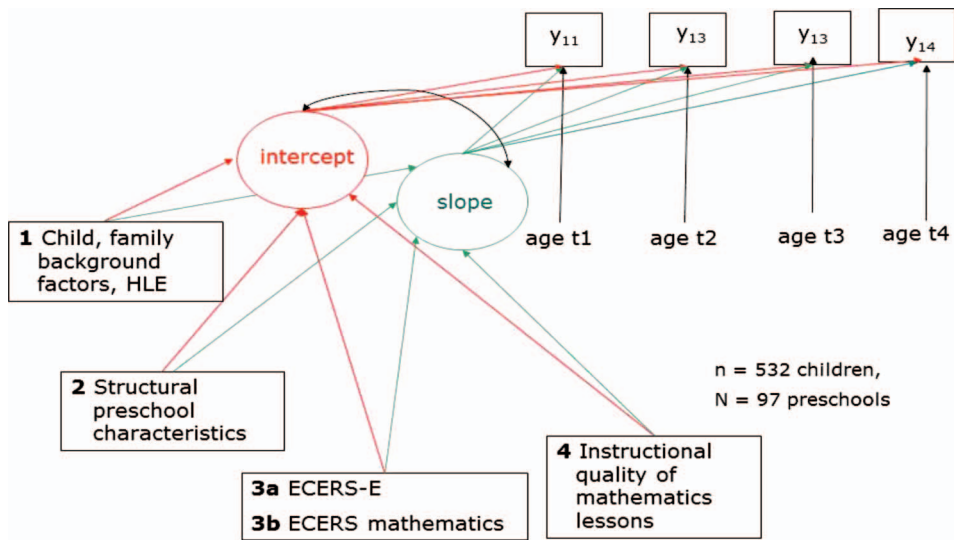 y11
y13
y13
y14
intercept
slope
age t1
age t2
age t3
age t4
1 Child, family
background
factors, HLE
2 Structural
preschool
characteristics
n = 532 children,
N = 97 preschools
3a ECERS-E
3b ECERS mathematics
4 Instructional
quality of
mathematics
lessons